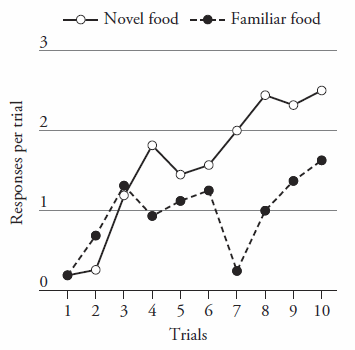 Novel food Familiar food
3
2
1
0
Responses per trial
1 2 3 4 5 6 7 8 9 10
Trials